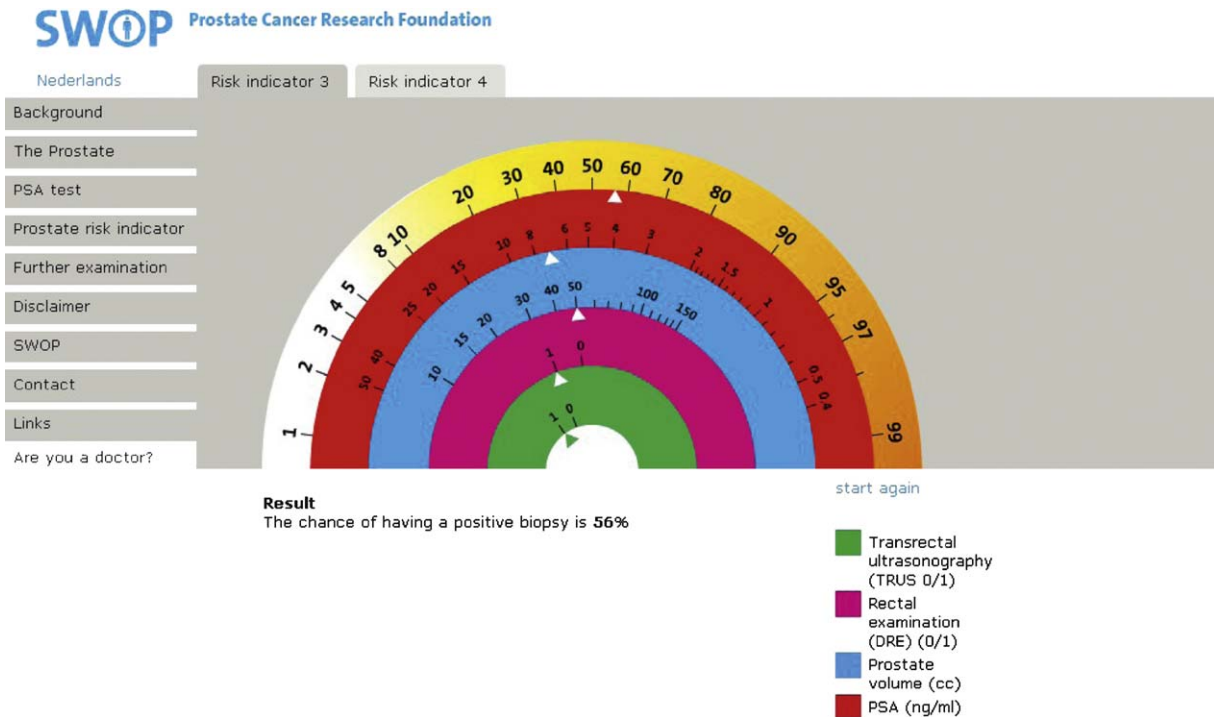 SWOP Prostate Cancer Research Foundation
Nederlands
Risk indicator 3
Risk indicator 4
Background
The Prostate
PSA test
Prostate risk indicator
Further examination
Disclaimer
SWOP
Contact
Links
Are you a doctor?
1 2 3 4 5 8 10 20 30 40 50 60 70 80 90 95 97 99
50 40 25 20 15 10 8 6 5 4 3 2 1.5 1 0.5 0.4
10 15 20 30 40 50 100 150
1 0
1 0
Result
The chance of having a positive biopsy is 56%
start again
Transrectal
ultrasonography
(TRUS 0/1)
Rectal
examination
(DRE) (0/1)
Prostate
volume (cc)
PSA (ng/ml)